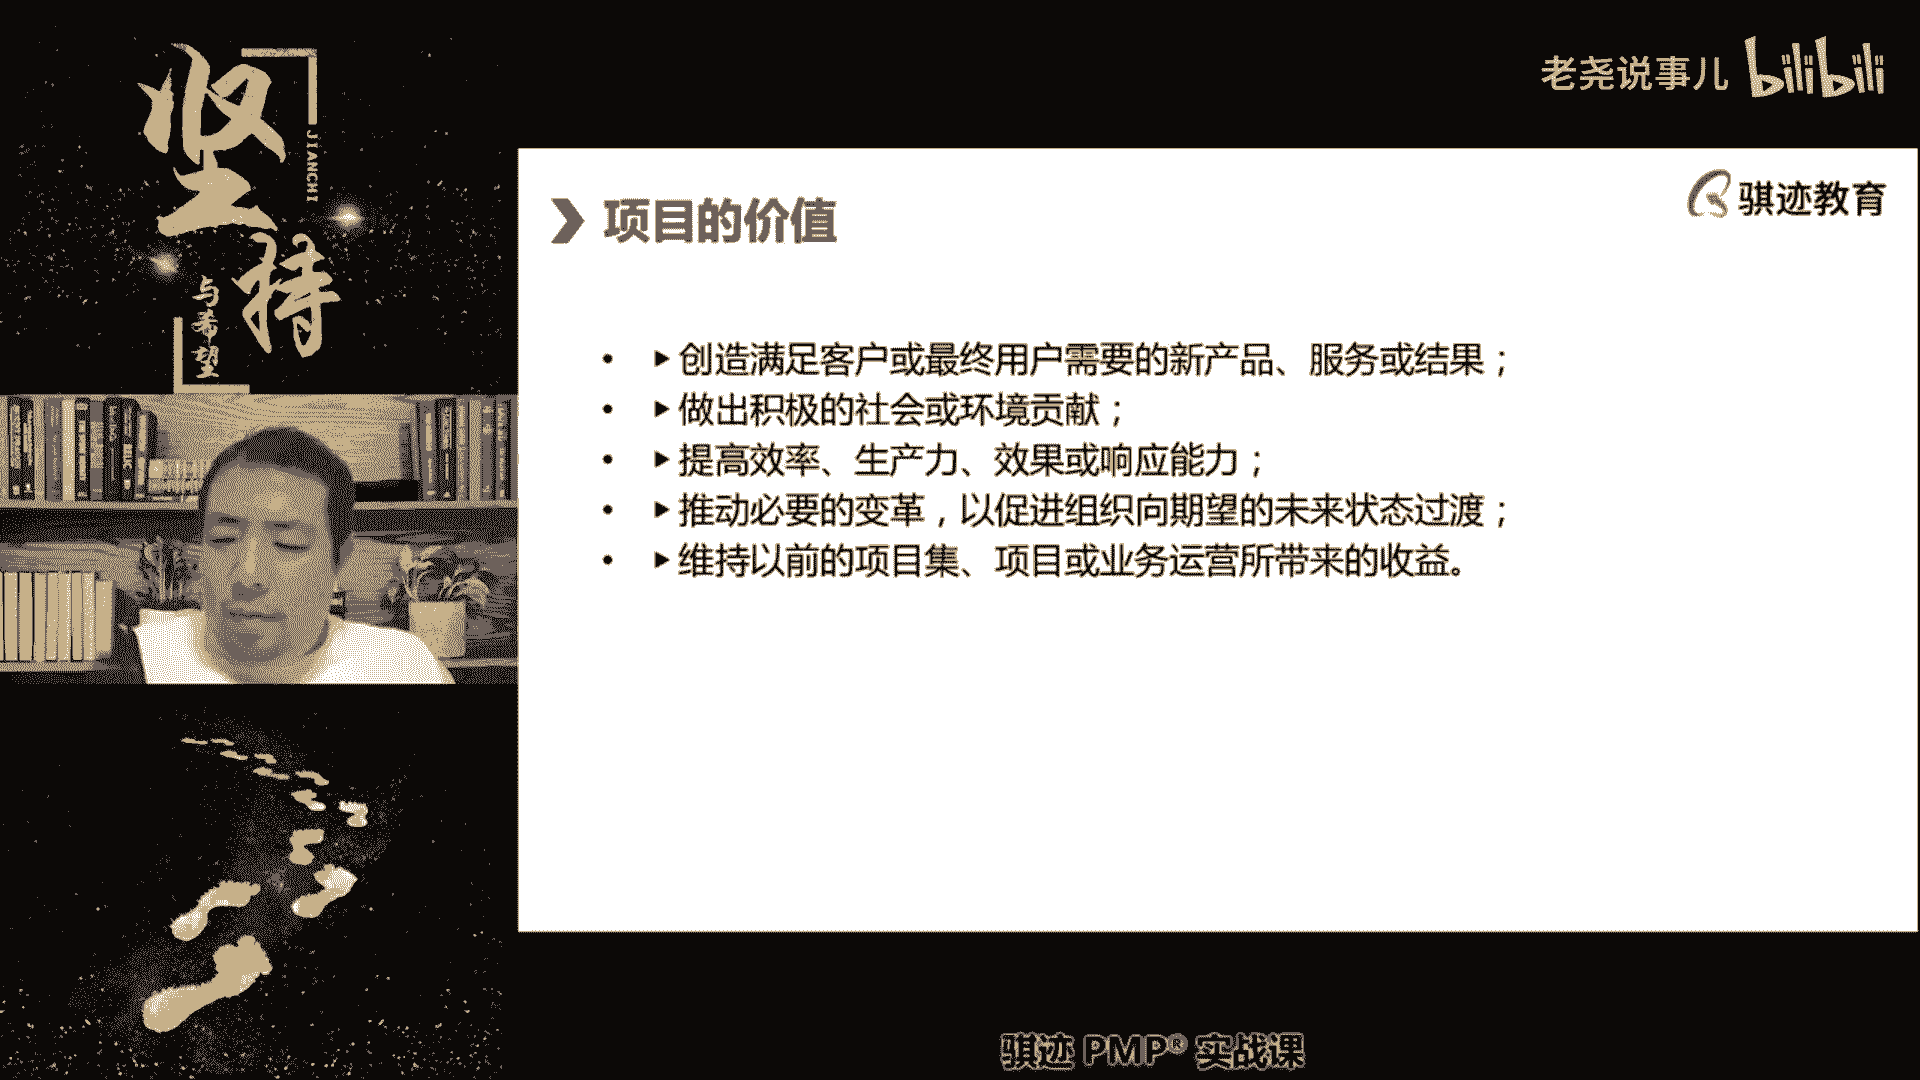 坚持
JIANCHI
与希望
老尧说事儿 bilibili
骐迹教育
项目的价值
• ▶创造满足客户或最终用户需要的新产品、服务或结果；
• ▶做出积极的社会或环境贡献；
• ▶提高效率、生产力、效果或响应能力；
• ▶推动必要的变革，以促进组织向期望的未来状态过渡；
• ▶维持以前的项目集、项目或业务运营所带来的收益。
骐迹 PMP® 实战课